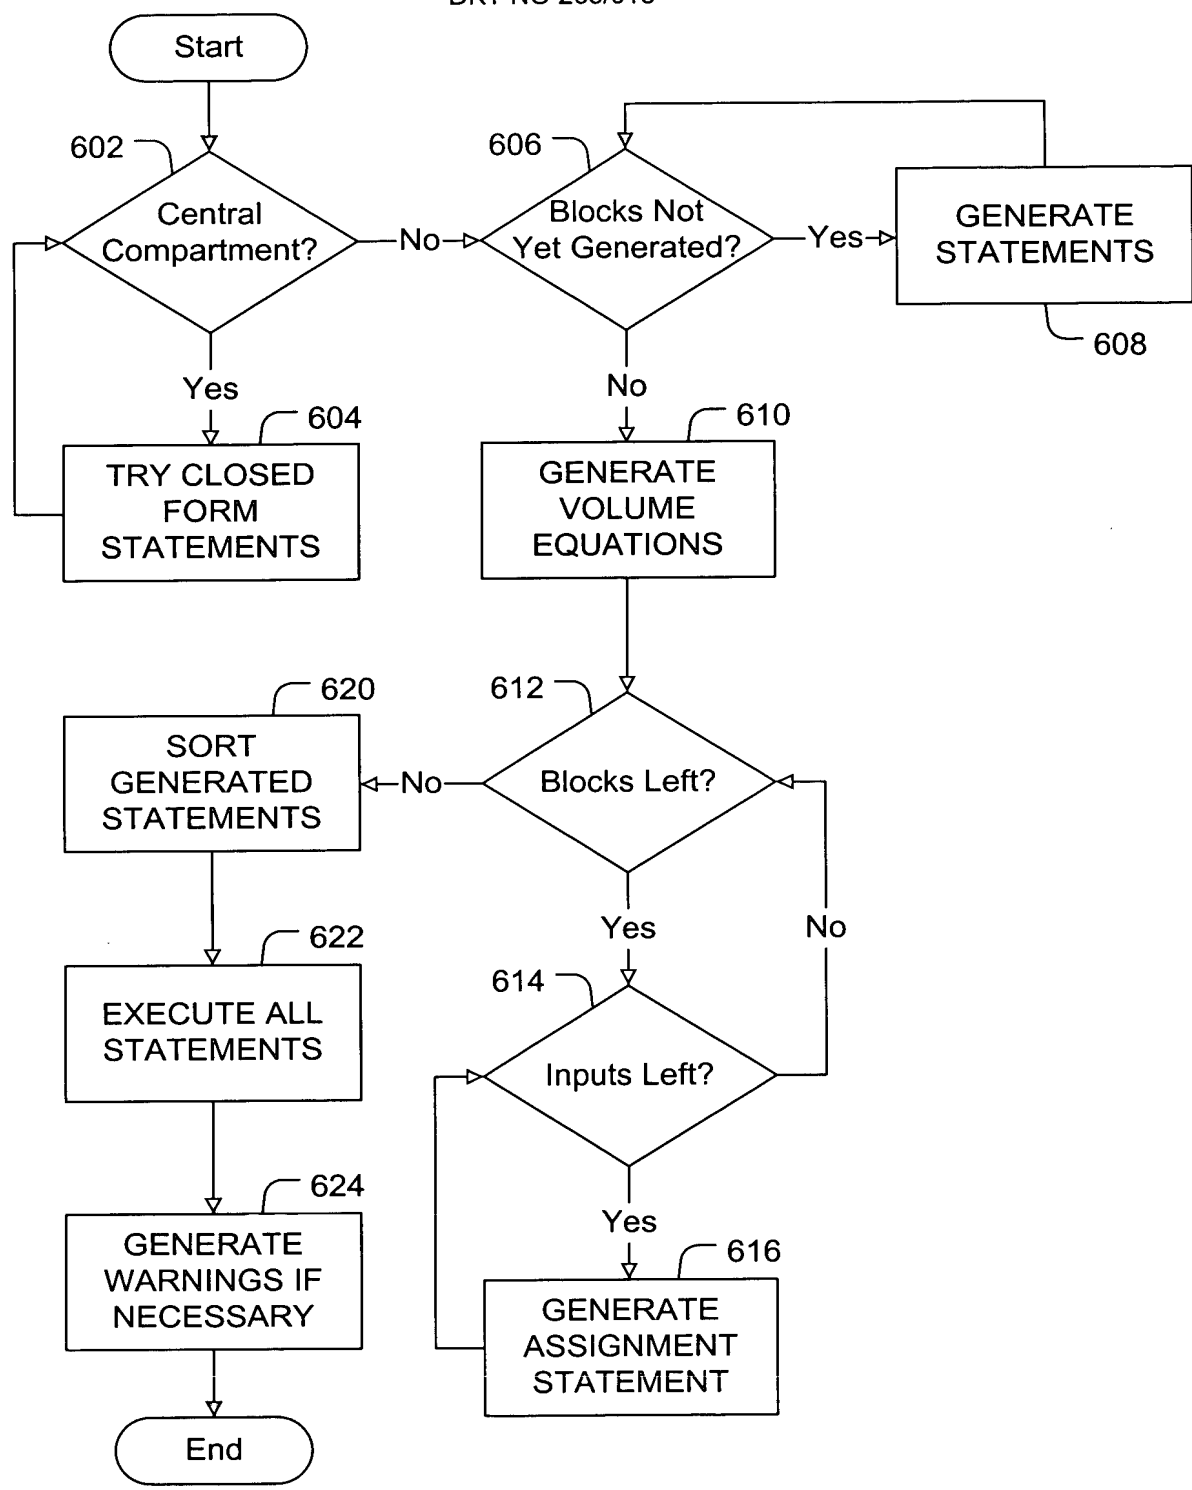 Start
602
Central
Compartment?
No
606
Blocks Not
Yet Generated?
Yes
GENERATE
STATEMENTS
608
Yes
604
TRY CLOSED
FORM
STATEMENTS
No
610
GENERATE
VOLUME
EQUATIONS
612
Blocks Left?
No
620
SORT
GENERATED
STATEMENTS
Yes
No
614
Inputs Left?
622
EXECUTE ALL
STATEMENTS
Yes
616
GENERATE
ASSIGNMENT
STATEMENT
624
GENERATE
WARNINGS IF
NECESSARY
End